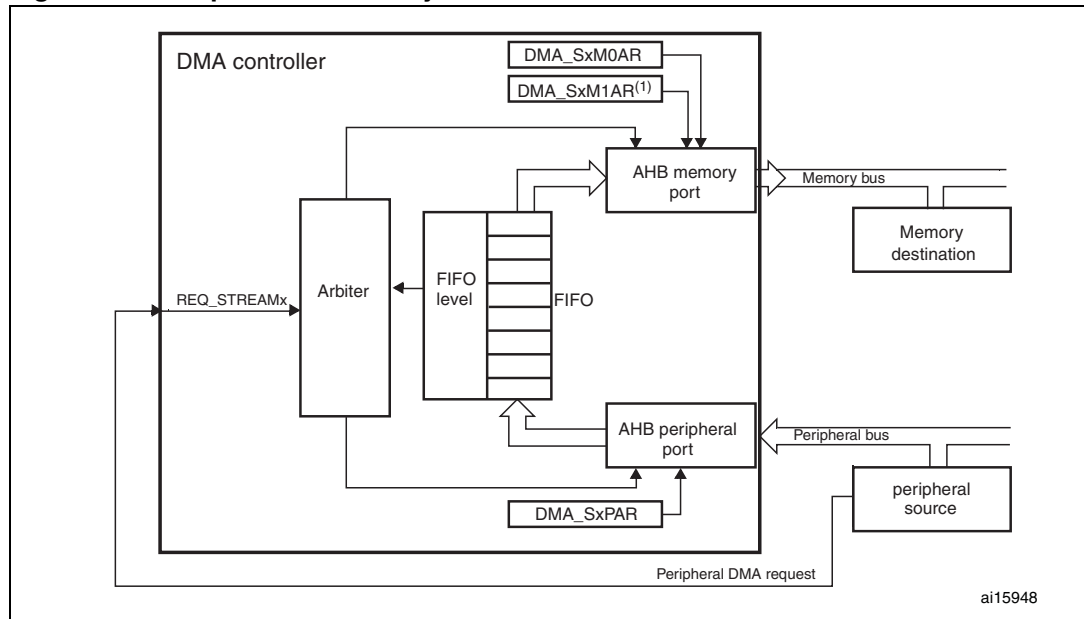 DMA controller
DMA_SxM0AR
DMA_SxM1AR(1)
AHB memory
port
Memory bus
Memory
destination
REQ_STREAMx
Arbiter
FIFO
level
FIFO
AHB peripheral
port
Peripheral bus
peripheral
source
DMA_SxPAR
Peripheral DMA request
ai15948